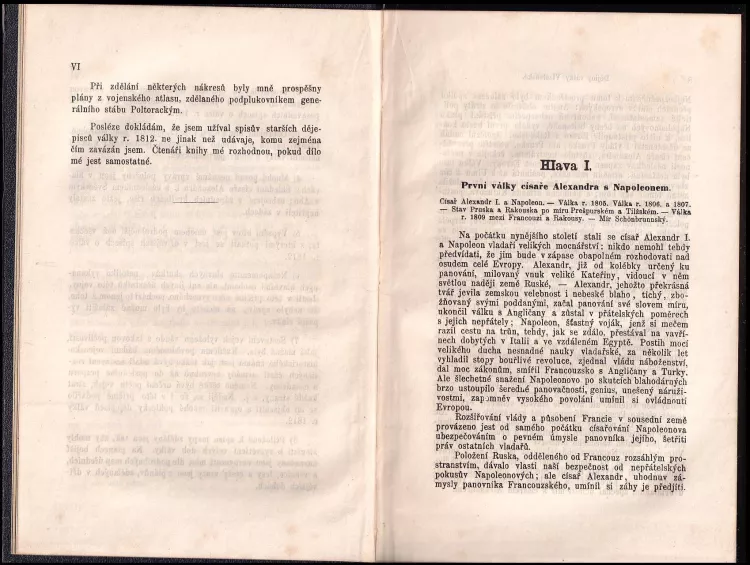 VI
Při zdělání některých nákresů byly mně prospěšny
plány z vojenského atlasu, zdělaného podplukovníkem gene-
rálního stábu Poltorackým.
Posléze dokládám, že jsem užíval spisův starších děje-
pisců války r. 1812. ne jinak než udávaje, komu zejména
čím zavázán jsem. Čtenáři knihy mé rozhodnou, pokud dílo
mé jest samostatné.
Hlava I.
První války císaře Alexandra s Napoleonem.
Císař Alexandr I. a Napoleon. — Válka r. 1805. Válka r. 1806. a 1807.
— Stav Pruska a Rakouska po míru Prešpurském a Tilžském. — Válka
r. 1809 mezi Francouzi a Rakousy. — Mír Schönbrunnský.
Na počátku nynějšího století stali se císař Alexandr I.
a Napoleon vladaři velikých mocnářství: nikdo nemohl tehdy
předvídati, že jim bude v zápase obapolném rozhodovati nad
osudem celé Evropy. Alexandr, již od kolébky určený ku
panování, milovaný vnuk veliké Kateřiny, vidoucí v něm
světlou naději země Ruské, — Alexandr, jehožto překrásná
tvář jevila zemskou velebnost i nebeské blaho, tichý, zbo-
žňovaný svými poddanými, začal panování své slovem míru,
ukončil válku s Angličany a zůstal v přátelských poměrech
s jejich nepřátely; Napoleon, šťastný voják, jenž si mečem
razil cestu na trůn, tehdy, jak se zdálo, přestával na vavří-
nech dobytých v Italii a ve vzdáleném Egyptě. Postih mocí
velikého ducha nesnadné nauky vladařské, za několik let
vyhladil stopy bouřlivé revoluce, zjednal vládu náboženství,
dal moc zákonům, smířil Francouzsko s Angličany a Turky.
Ale šlechetné snažení Napoleonovo po skutcích blahodárných
brzo ustoupilo šeredné panovačnosti, genius, unešený náruži-
vostmi, zapomněv vysokého povolání umínil si ovládnouti
Evropou.
Rozšiřování vlády a působení Francie v sousední země
provázeno jest od samého počátku císařování Napoleonova
ubezpečováním o pevném úmysle panovníka jejího, šetřiti
práv ostatních vladařů.
Položení Ruska, odděleného od Francouz rozsáhlým pro-
stranstvím, dávalo vlasti naší bezpečnost od nepřátelských
pokusův Napoleonových; ale císař Alexandr, uhodnuv zá-
mysly panovníka Francouzského, umínil si záhy je předjíti.